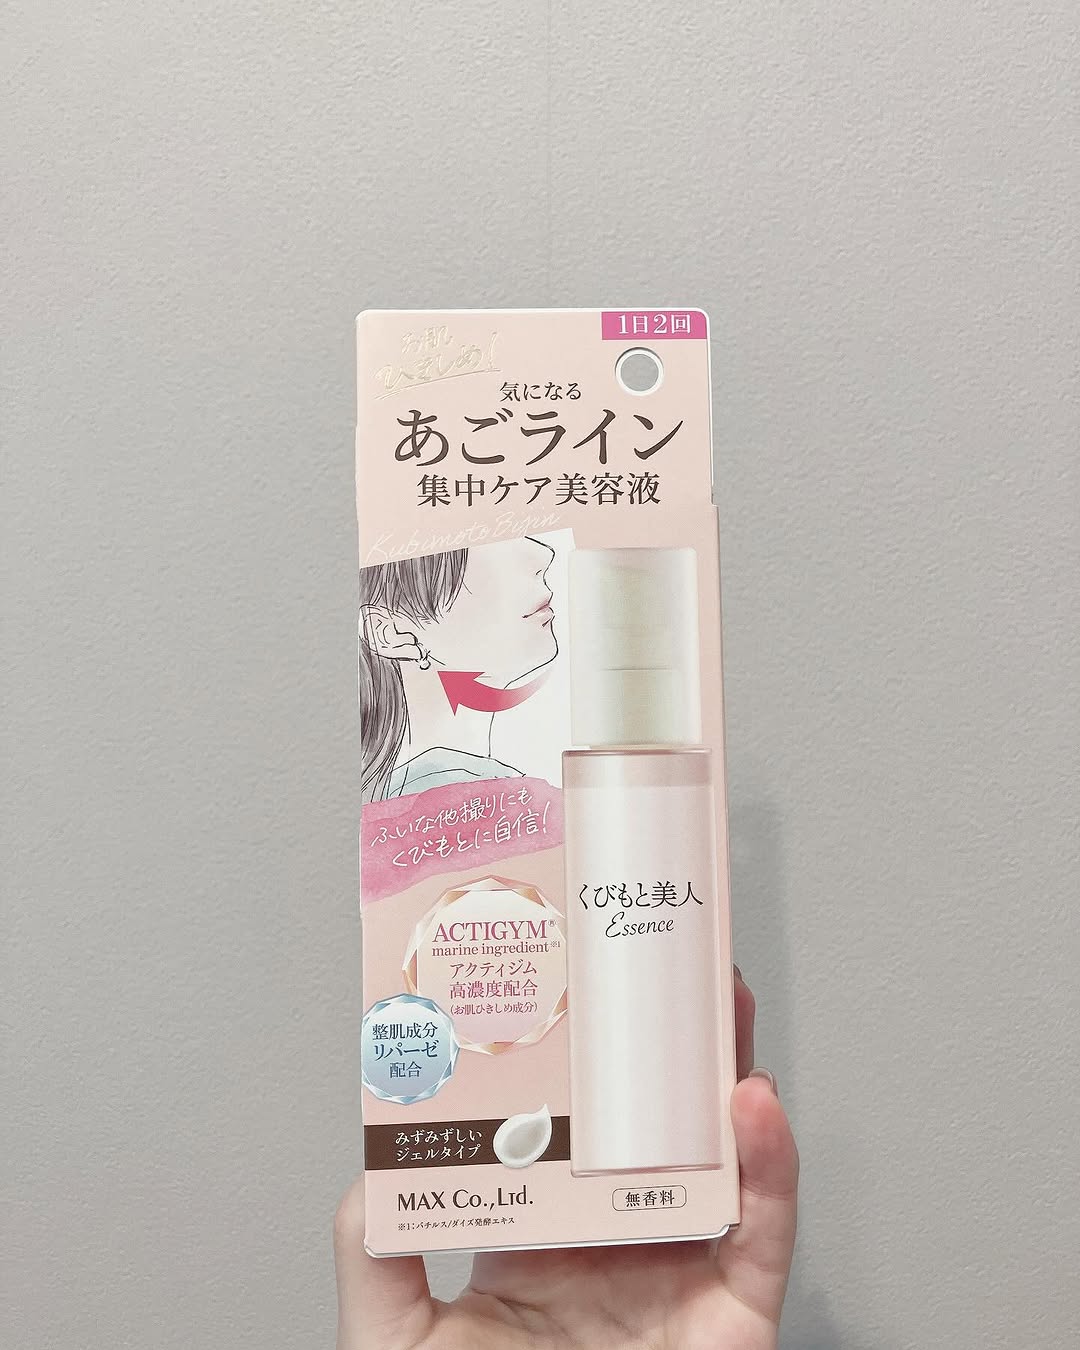 1日2回
お肌
ひきしめ!
気になる
あごライン
集中ケア美容液
Kubimoto Bijin
ふいな他撮りにも
くびもとに自信!
くびもと美人
Essence
ACTIGYM®
marine ingredient※1
アクティジム
高濃度配合
(お肌ひきしめ成分)
整肌成分
リパーゼ
配合
みずみずしい
ジェルタイプ
MAX Co.,Ltd.
無香料
※1:バチルス/ダイズ発酵エキス